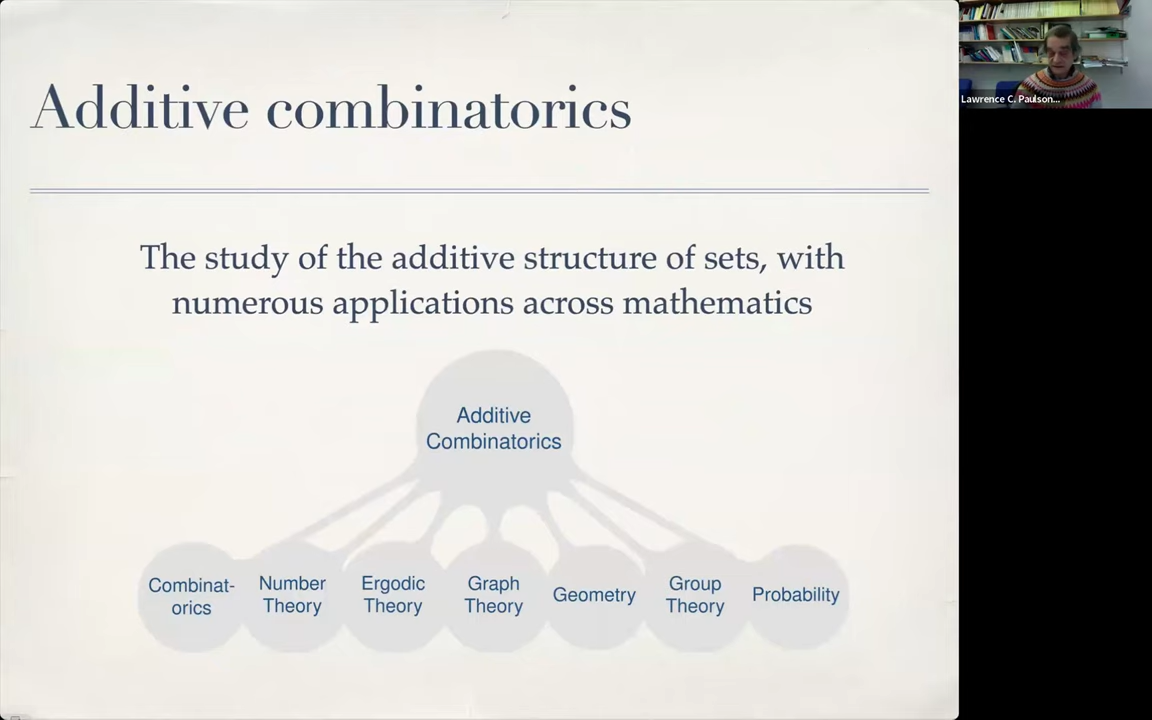 Additive combinatorics
The study of the additive structure of sets, with
numerous applications across mathematics
Additive
Combinatorics
Combinat-
orics
Number
Theory
Ergodic
Theory
Graph
Theory
Geometry
Group
Theory
Probability
Lawrence C. Paulson...